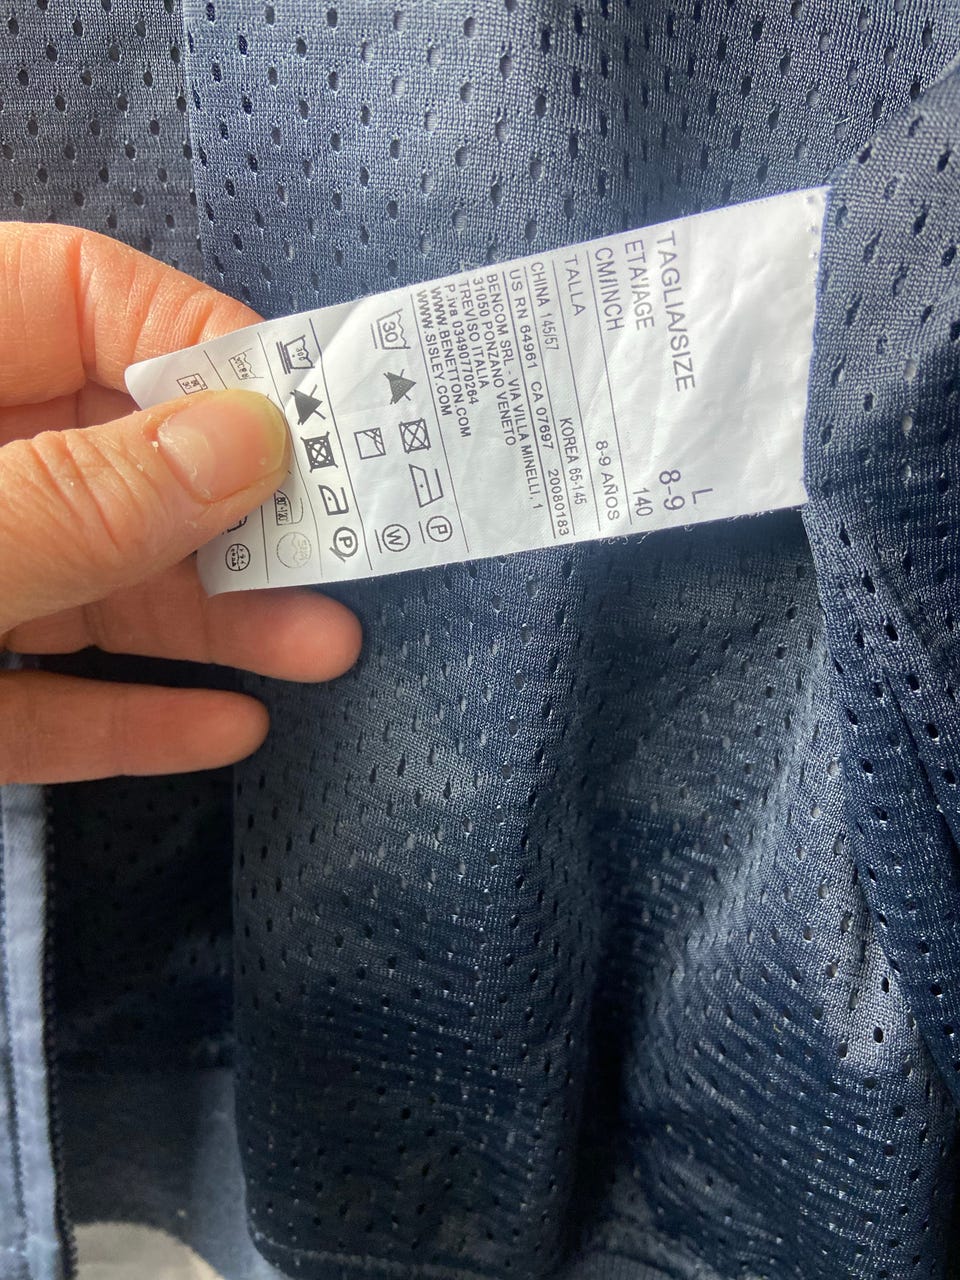 TAGLIA/SIZE L
8-9
ETA'/AGE
CM/INCH 140
TALLA 8-9 AÑOS
CHINA 145/57 KOREA 65-145
US RN 64961 CA 07697 20080183
BENCOM SRL - VIA VILLA MINELLI, 1
31050 PONZANO VENETO
TREVISO ITALIA
P.iva 03490770264
WWW.BENETTON.COM
WWW.SISLEY.COM
30 P
W
30 P